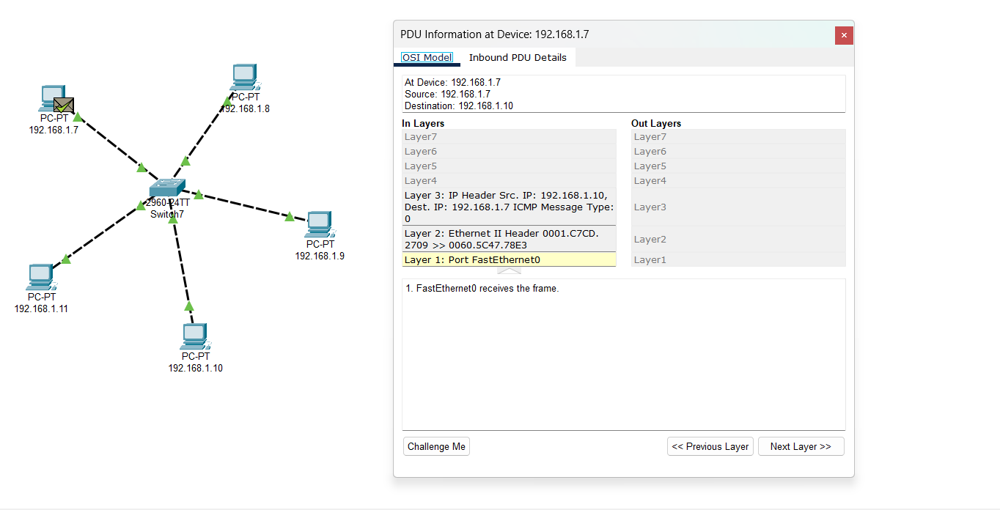 PDU Information at Device: 192.168.1.7
OSI Model
Inbound PDU Details
At Device: 192.168.1.7
Source: 192.168.1.7
Destination: 192.168.1.10
In Layers
Layer7
Layer6
Layer5
Layer4
Layer 3: IP Header Src. IP: 192.168.1.10,
Dest. IP: 192.168.1.7 ICMP Message Type:
0
Layer 2: Ethernet II Header 0001.C7CD.
2709 >> 0060.5C47.78E3
Layer 1: Port FastEthernet0
Out Layers
Layer7
Layer6
Layer5
Layer4
Layer3
Layer2
Layer1
1. FastEthernet0 receives the frame.
Challenge Me
<< Previous Layer
Next Layer >>
PC-PT
192.168.1.7
PC-PT
192.168.1.8
2960-24TT
Switch7
PC-PT
192.168.1.9
PC-PT
192.168.1.11
PC-PT
192.168.1.10